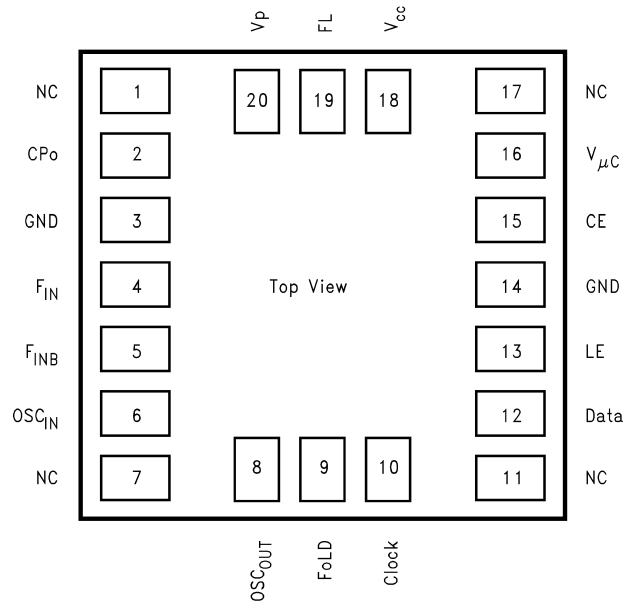 Vp FL Vcc
NC 1 20 19 18 17 NC
CPo 2 16 VμC
GND 3 15 CE
FIN 4 Top View 14 GND
FINB 5 13 LE
OSCIN 6 12 Data
NC 7 8 9 10 11 NC
OSCOUT FoLD Clock